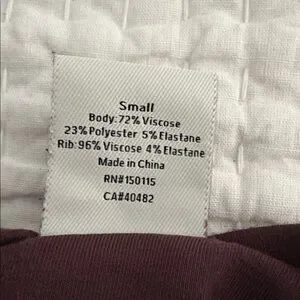 Small
Body:72% Viscose
23% Polyester 5% Elastane
Rib: 96% Viscose 4% Elastane
Made in China
RN#150115
CA#40482